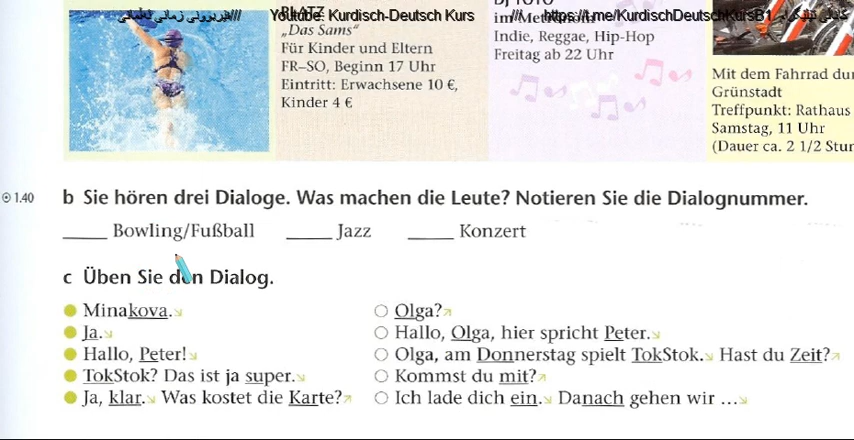 Youtube: Kurdisch-Deutsch Kurs /// https://t.me/KurdischDeutschKursB1
PLATZ
„Das Sams“
Für Kinder und Eltern
FR–SO, Beginn 17 Uhr
Eintritt: Erwachsene 10 €,
Kinder 4 €
Indie, Reggae, Hip-Hop
Freitag ab 22 Uhr
Mit dem Fahrrad
Grünstadt
Treffpunkt: Rathaus
Samstag, 11 Uhr
(Dauer ca. 2 1/2
1.40
b Sie hören drei Dialoge. Was machen die Leute? Notieren Sie die Dialognummer.
_____ Bowling/Fußball _____ Jazz _____ Konzert
c Üben Sie den Dialog.
Minakova.↘ Olga?↗
Ja.↘ Hallo, Olga, hier spricht Peter.↘
Hallo, Peter!↘ Olga, am Donnerstag spielt TokStok.↘ Hast du Zeit?↗
TokStok? Das ist ja super.↘ Kommst du mit?↗
Ja, klar.↘ Was kostet die Karte?↗ Ich lade dich ein.↘ Danach gehen wir …↘